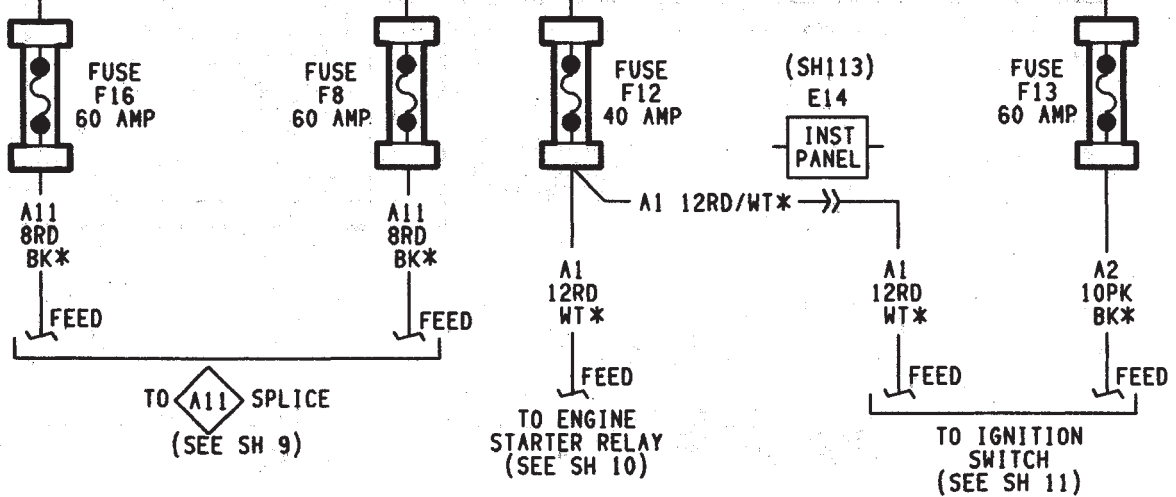 FUSE
F16
60 AMP
FUSE
F8
60 AMP
FUSE
F12
40 AMP
(SH113)
E14
INST
PANEL
FUSE
F13
60 AMP
A1 12RD/WT*
A11
8RD
BK*
A11
8RD
BK*
A1
12RD
WT*
A1
12RD
WT*
A2
10PK
BK*
FEED
FEED
FEED
FEED
FEED
TO A11 SPLICE
(SEE SH 9)
TO ENGINE
STARTER RELAY
(SEE SH 10)
TO IGNITION
SWITCH
(SEE SH 11)